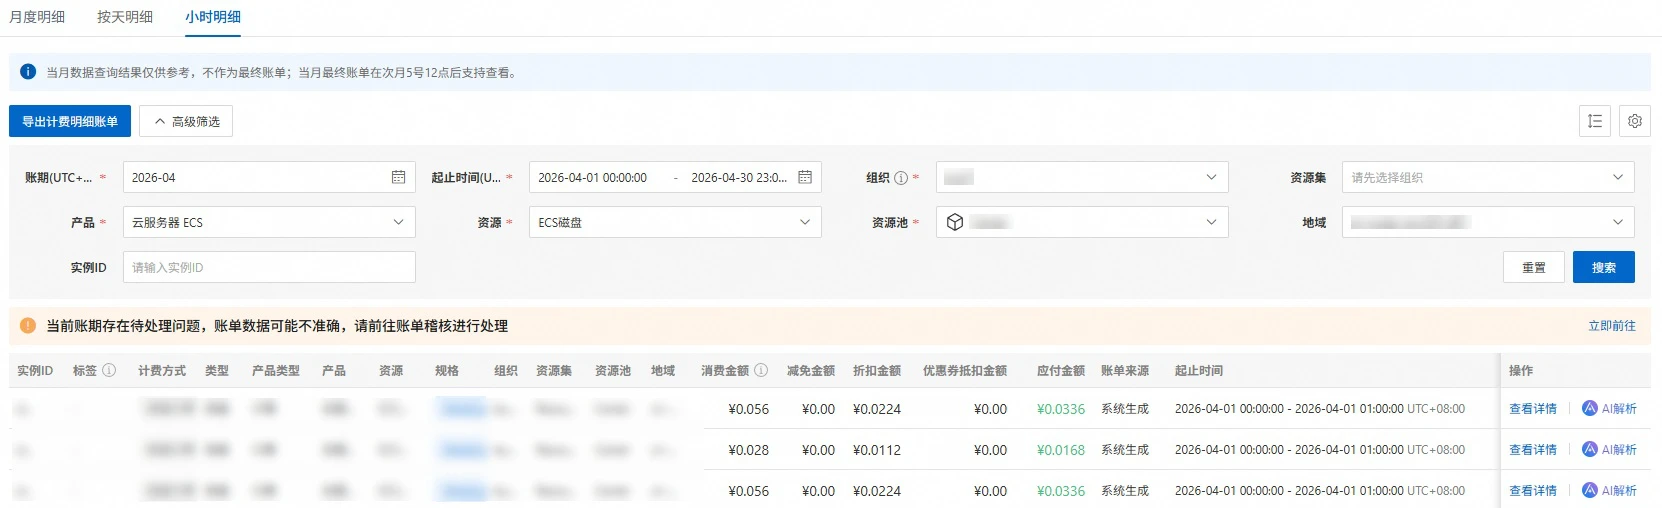 月度明细 按天明细 小时明细
当月数据查询结果仅供参考，不作为最终账单；当月最终账单在次月5号12点后支持查看。
导出计费明细账单 高级筛选
账期(UTC+... * 2026-04 起止时间(U... * 2026-04-01 00:00:00 - 2026-04-30 23:0... 组织 * 资源集 请先选择组织
产品 * 云服务器 ECS 资源 * ECS磁盘 资源池 * 地域
实例ID 请输入实例ID 重置 搜索
当前账期存在待处理问题，账单数据可能不准确，请前往账单稽核进行处理 立即前往
实例ID 标签 计费方式 类型 产品类型 产品 资源 规格 组织 资源集 资源池 地域 消费金额 减免金额 折扣金额 优惠券抵扣金额 应付金额 账单来源 起止时间 操作
¥0.056 ¥0.00 ¥0.0224 ¥0.00 ¥0.0336 系统生成 2026-04-01 00:00:00 - 2026-04-01 01:00:00 UTC+08:00 查看详情 AI解析
¥0.028 ¥0.00 ¥0.0112 ¥0.00 ¥0.0168 系统生成 2026-04-01 00:00:00 - 2026-04-01 01:00:00 UTC+08:00 查看详情 AI解析
¥0.056 ¥0.00 ¥0.0224 ¥0.00 ¥0.0336 系统生成 2026-04-01 00:00:00 - 2026-04-01 01:00:00 UTC+08:00 查看详情 AI解析